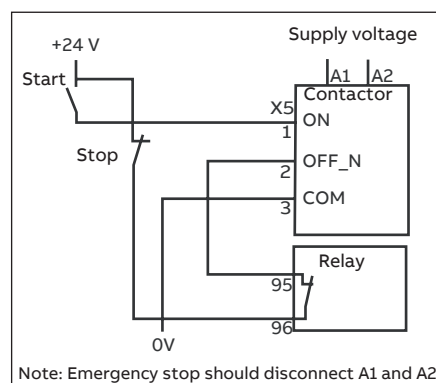 +24 V
Supply voltage
Start
A1
A2
Contactor
X5
ON
1
Stop
OFF_N
2
COM
3
Relay
95
96
0V
Note: Emergency stop should disconnect A1 and A2